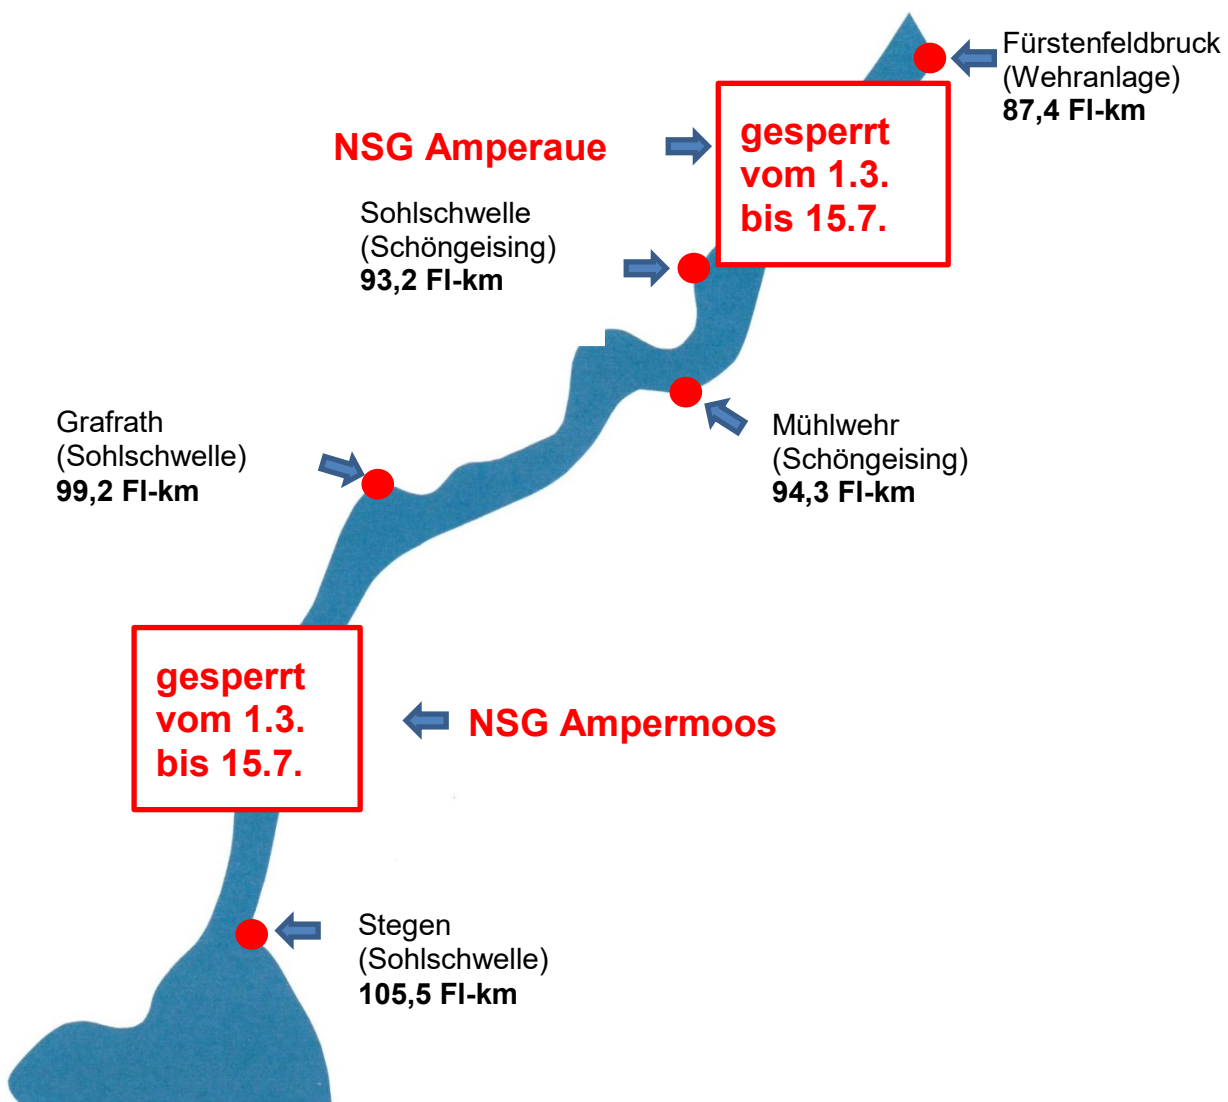 Fürstenfeldbruck
(Wehranlage)
87,4 Fl-km
NSG Amperaue
gesperrt
vom 1.3.
bis 15.7.
Sohlschwelle
(Schöngeising)
93,2 Fl-km
Grafrath
(Sohlschwelle)
99,2 Fl-km
Mühlwehr
(Schöngeising)
94,3 Fl-km
gesperrt
vom 1.3.
bis 15.7.
NSG Ampermoos
Stegen
(Sohlschwelle)
105,5 Fl-km